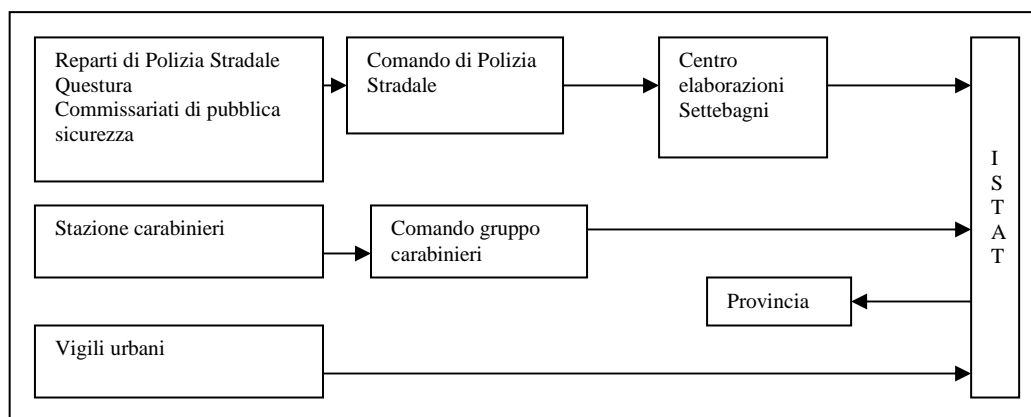 Reparti di Polizia Stradale
Questura
Commissariati di pubblica
sicurezza
Comando di Polizia
Stradale
Centro
elaborazioni
Settebagni
I
S
T
A
T
Stazione carabinieri
Comando gruppo
carabinieri
Provincia
Vigili urbani